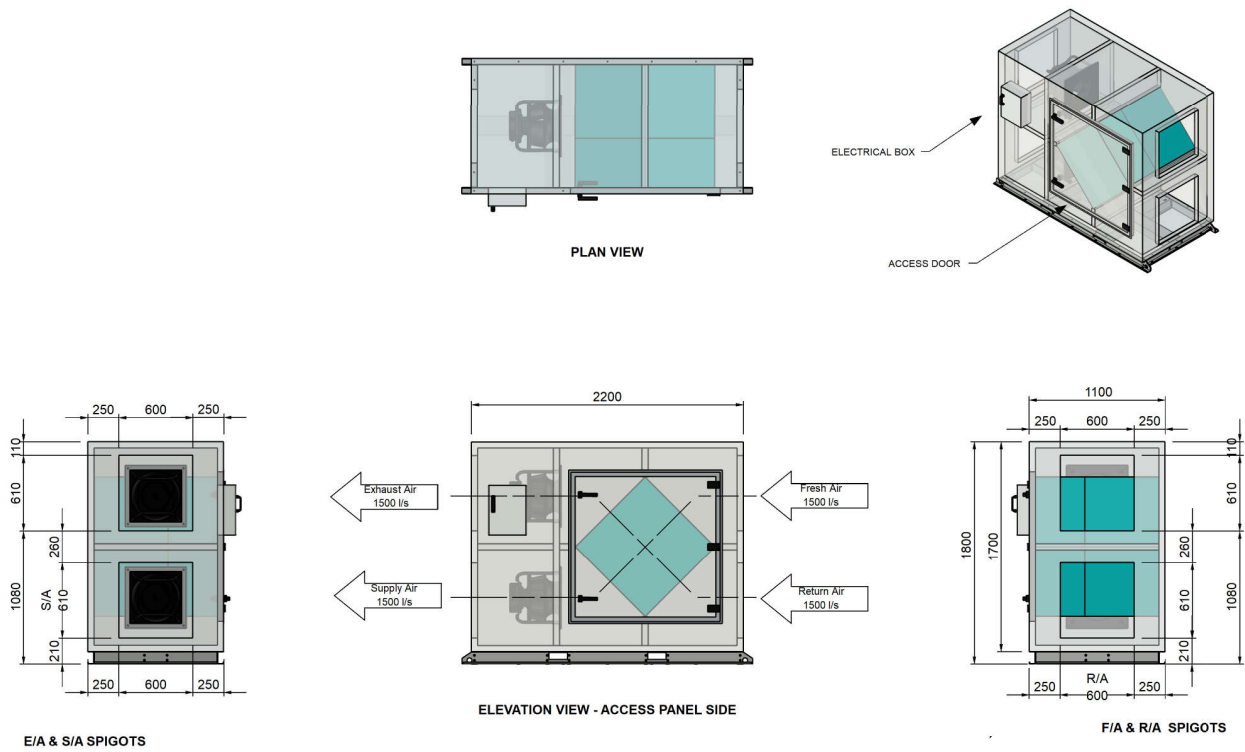 ELECTRICAL BOX
ACCESS DOOR
PLAN VIEW
250 600 250
110
610
260
1080
S/A
610
210
250 600 250
E/A & S/A SPIGOTS
2200
Exhaust Air
1500 l/s
Fresh Air
1500 l/s
Supply Air
1500 l/s
Return Air
1500 l/s
ELEVATION VIEW - ACCESS PANEL SIDE
1100
250 600 250
110
610
1800
1700
260
610
1080
210
R/A
250 600 250
F/A & R/A SPIGOTS